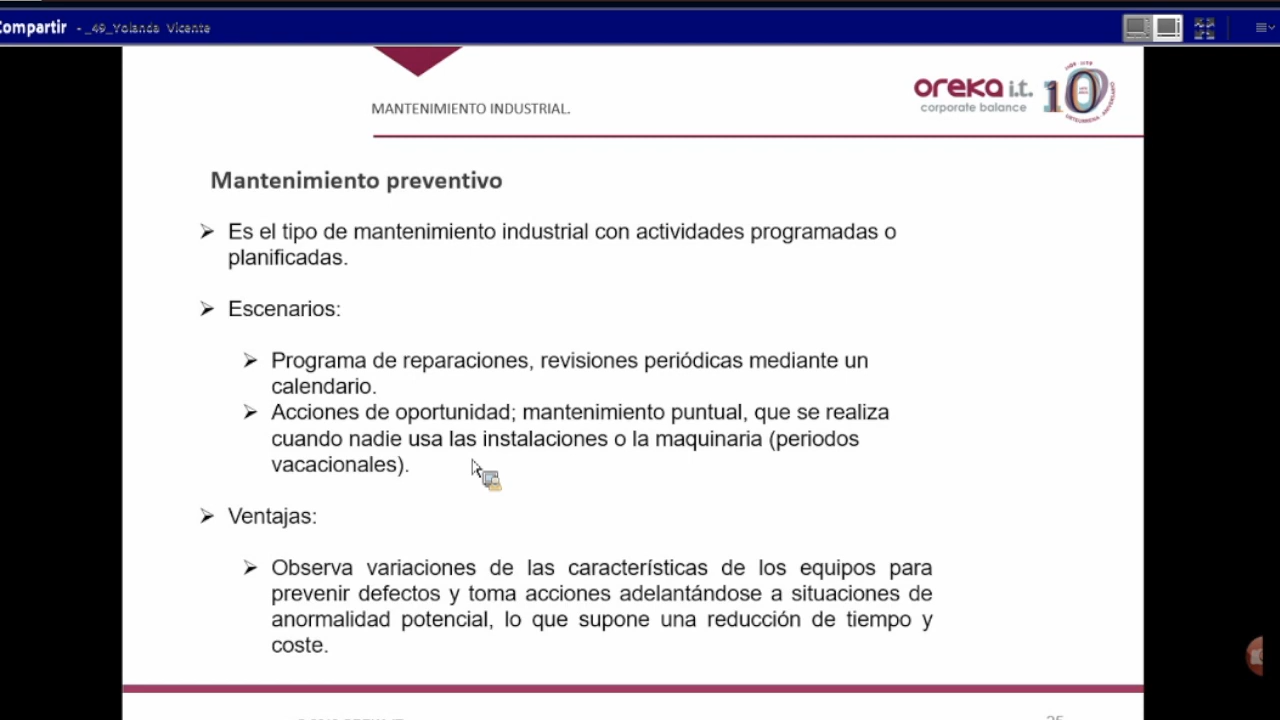 Compartir - _49_Yolanda Vicente
MANTENIMIENTO INDUSTRIAL.
oreka i.t.
corporate balance
10
Mantenimiento preventivo
➢ Es el tipo de mantenimiento industrial con actividades programadas o
planificadas.
➢ Escenarios:
➢ Programa de reparaciones, revisiones periódicas mediante un
calendario.
➢ Acciones de oportunidad; mantenimiento puntual, que se realiza
cuando nadie usa las instalaciones o la maquinaria (periodos
vacacionales).
➢ Ventajas:
➢ Observa variaciones de las características de los equipos para
prevenir defectos y toma acciones adelantándose a situaciones de
anormalidad potencial, lo que supone una reducción de tiempo y
coste.